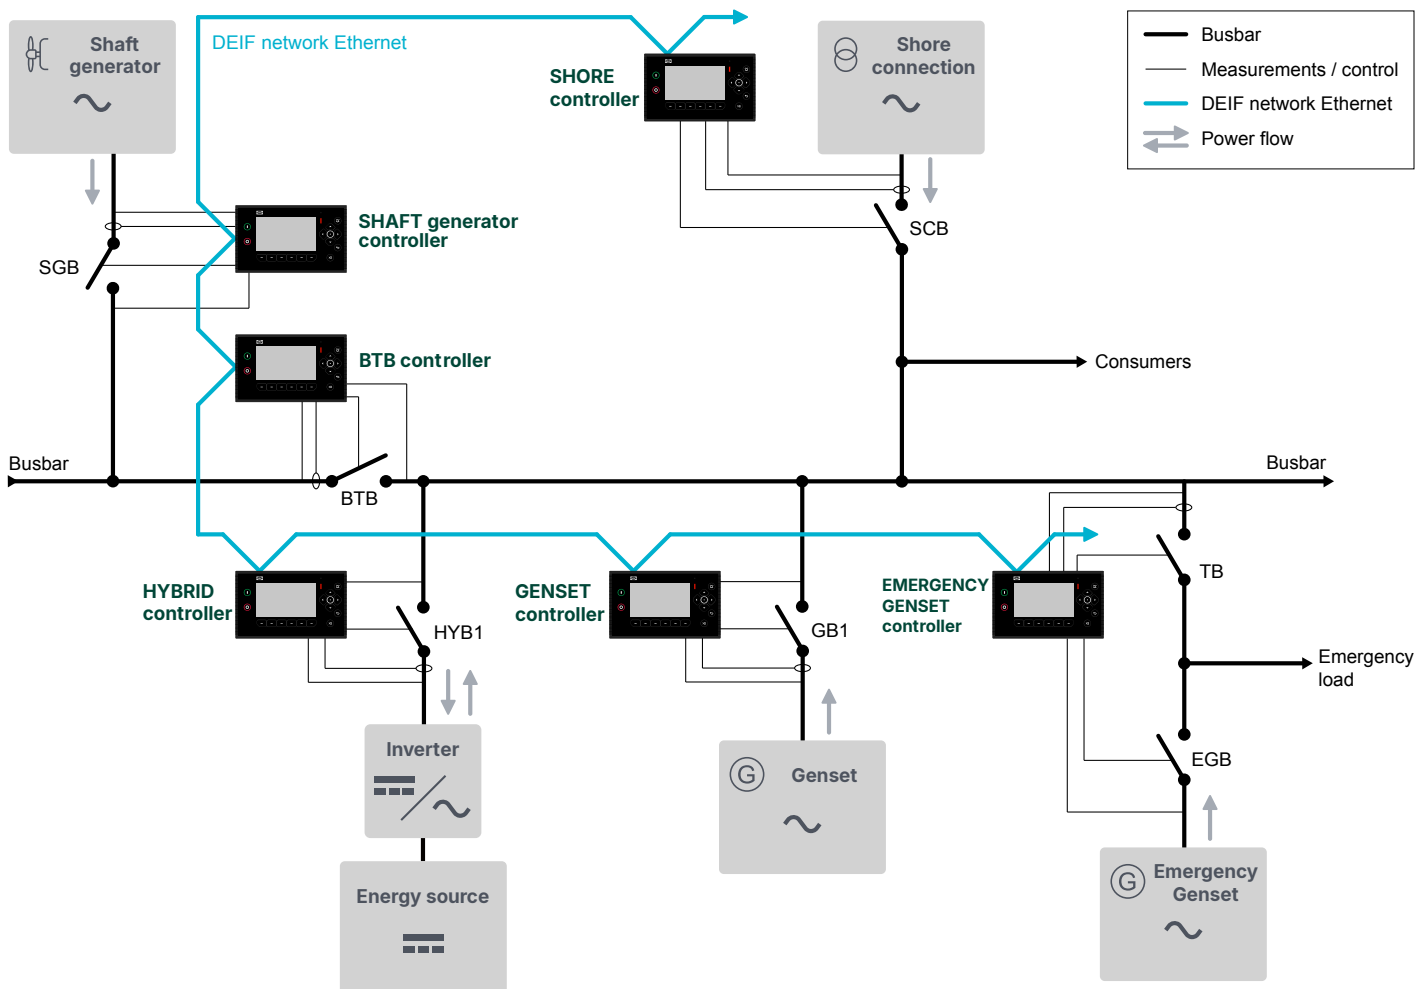 Shaft
generator
DEIF network Ethernet
SHORE
controller
Shore
connection
Busbar
Measurements / control
DEIF network Ethernet
Power flow
SGB
SHAFT generator
controller
SCB
BTB controller
Consumers
Busbar
BTB
Busbar
HYBRID
controller
HYB1
GENSET
controller
GB1
EMERGENCY
GENSET
controller
TB
Emergency
load
Inverter
G
Genset
EGB
Energy source
G
Emergency
Genset